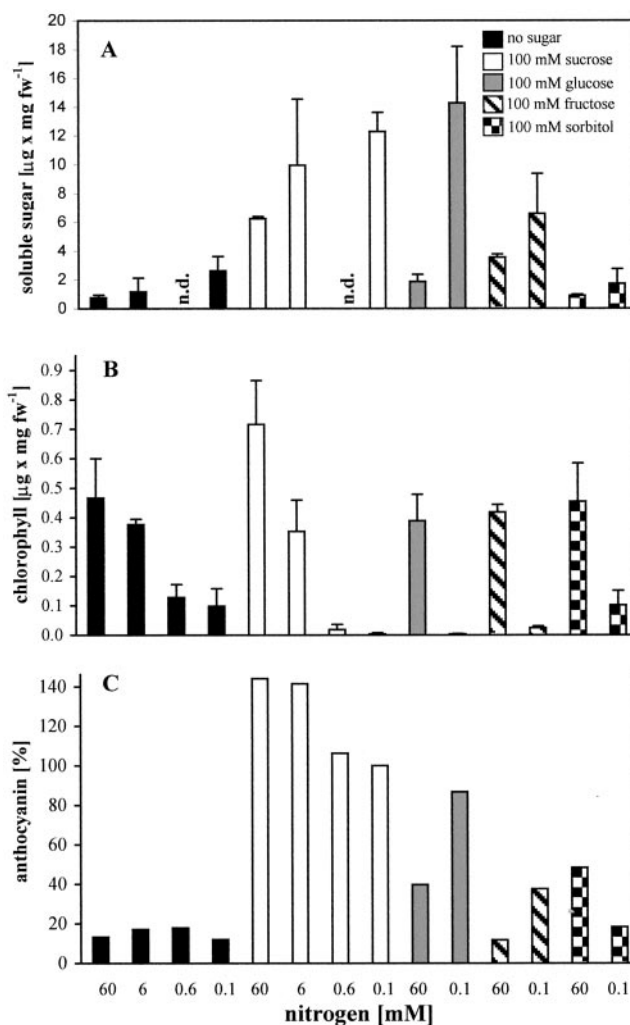 A
soluble sugar [µg x mg fw-1]
20
18
16
14
12
10
8
6
4
2
0
n.d.
n.d.
no sugar
100 mM sucrose
100 mM glucose
100 mM fructose
100 mM sorbitol
B
chlorophyll [µg x mg fw-1]
0.9
0.8
0.7
0.6
0.5
0.4
0.3
0.2
0.1
0.0
C
anthocyanin [%]
140
120
100
80
60
40
20
0
60 6 0.6 0.1 60 6 0.6 0.1 60 0.1 60 0.1 60 0.1
nitrogen [mM]